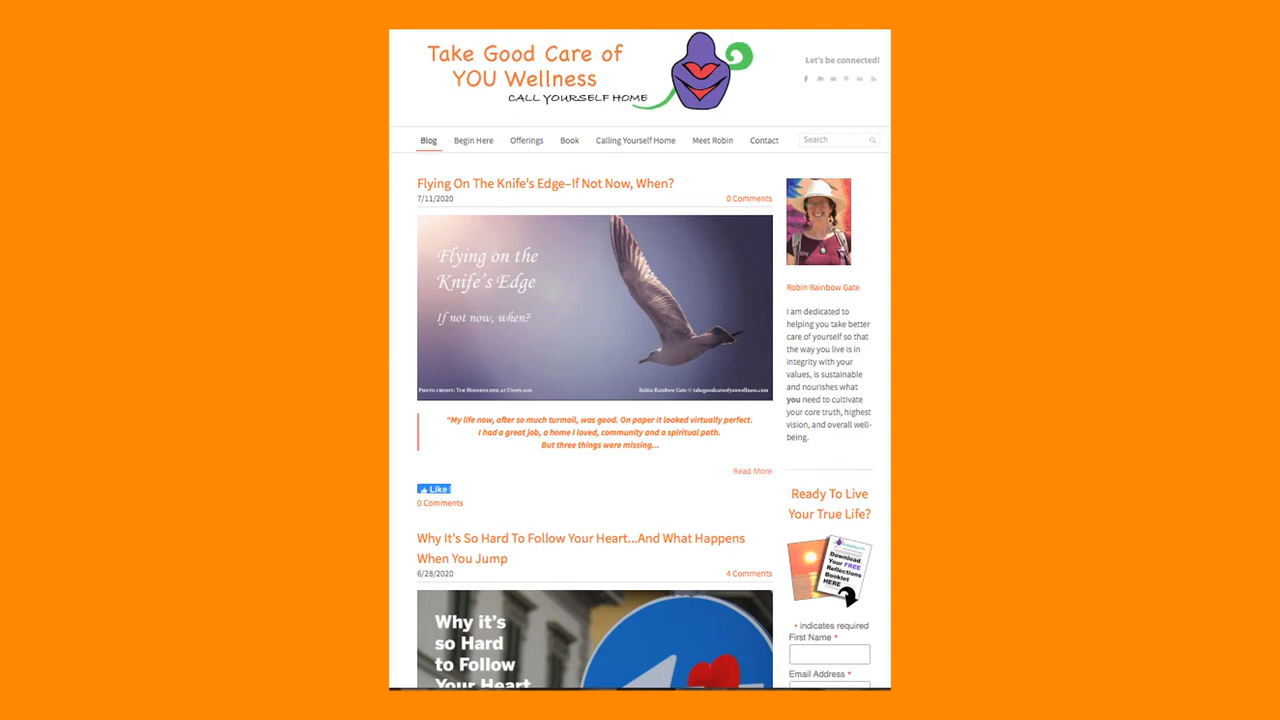 Take Good Care of
YOU Wellness
CALL YOURSELF HOME
Let's be connected!
Blog
Begin Here
Offerings
Book
Calling Yourself Home
Meet Robin
Contact
Search
Flying On The Knife's Edge–If Not Now, When?
7/11/2020
0 Comments
Flying on the
Knife's Edge
If not now, when?
Robin Rainbow Gate © takegoodcareofyouwellness.com
"My life now, after so much turmoil, was good. On paper it looked virtually perfect.
I had a great job, a home I loved, community and a spiritual path.
But three things were missing...
Read More
Like
0 Comments
Why It's So Hard To Follow Your Heart...And What Happens
When You Jump
6/28/2020
4 Comments
Why it's
so Hard
to Follow
Your Heart
Robin Rainbow Gate
I am dedicated to
helping you take better
care of yourself so that
the way you live is in
integrity with your
values, is sustainable
and nourishes what
you need to cultivate
your core truth, highest
vision, and overall well-
being.
Ready To Live
Your True Life?
Download
Your FREE
Reflections
Booklet
HERE
* indicates required
First Name *
Email Address *